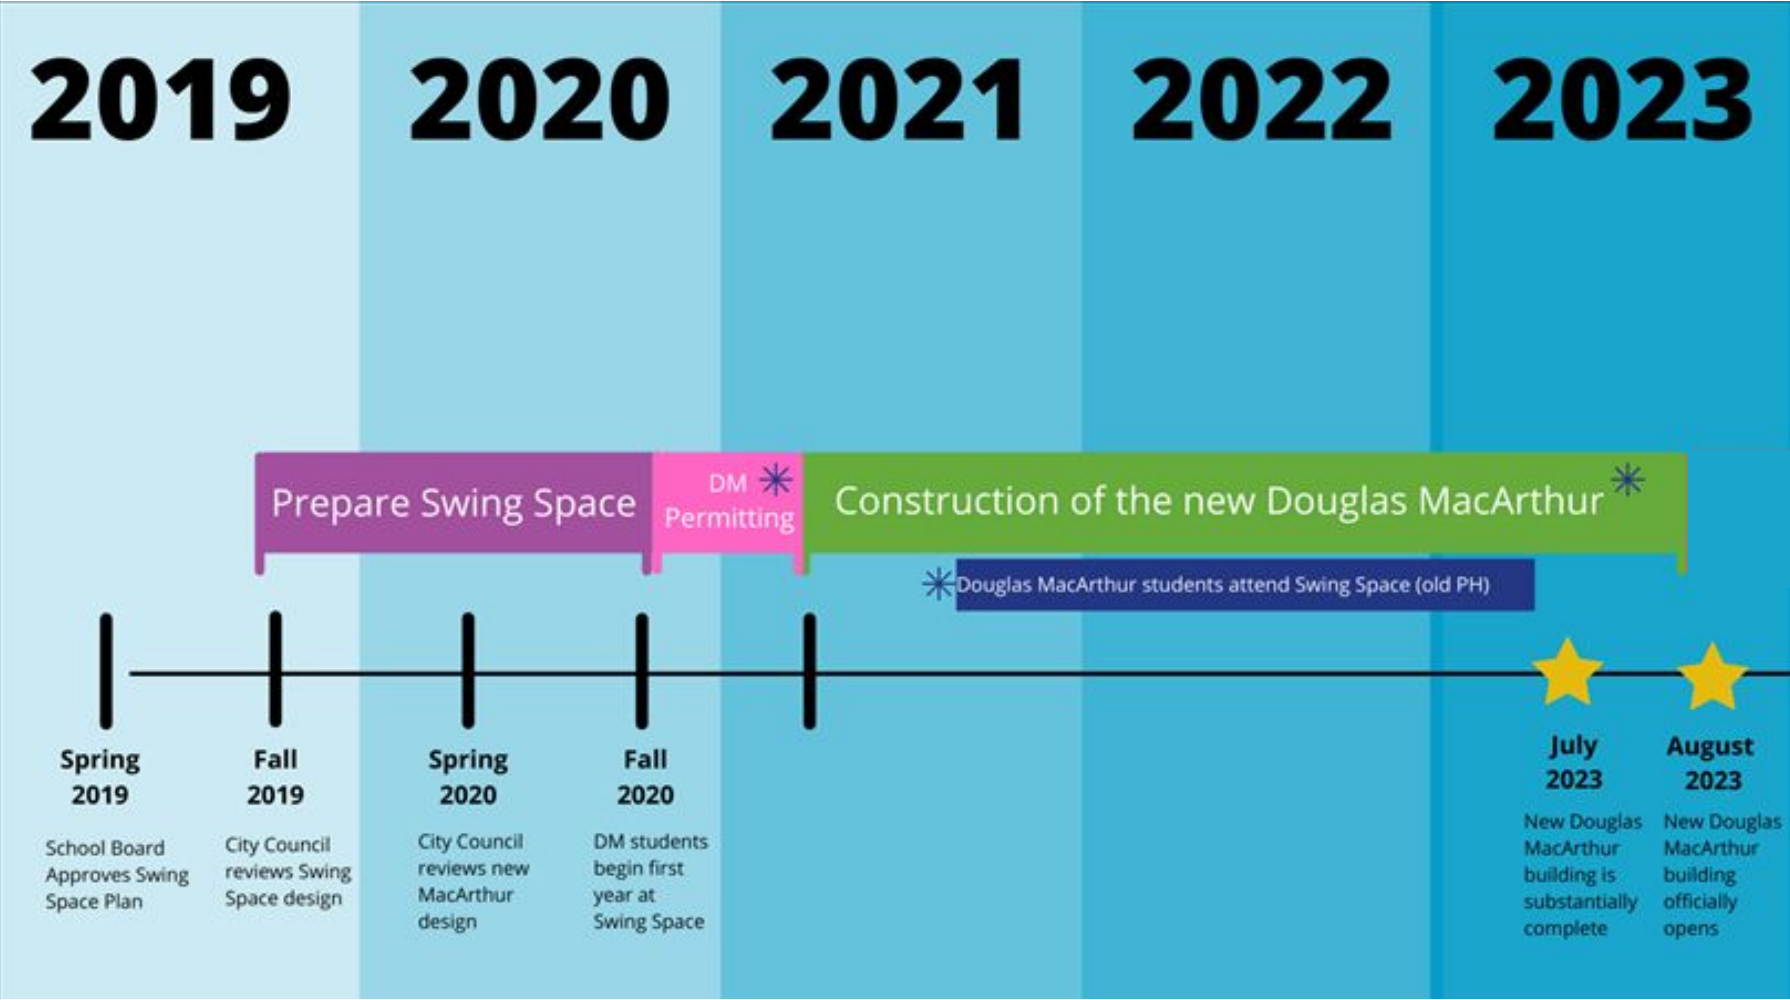 2019
2020
2021
2022
2023
Prepare Swing Space
DM
Permitting
Construction of the new Douglas MacArthur
Douglas MacArthur students attend Swing Space (old PH)
Spring
2019
School Board
Approves Swing
Space Plan
Fall
2019
City Council
reviews Swing
Space design
Spring
2020
City Council
reviews new
MacArthur
design
Fall
2020
DM students
begin first
year at
Swing Space
July
2023
New Douglas
MacArthur
building is
substantially
complete
August
2023
New Douglas
MacArthur
building
officially
opens